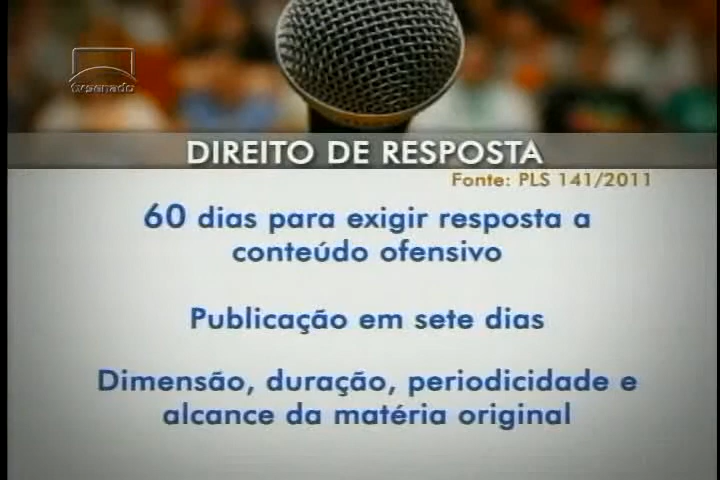 tvsenado
DIREITO DE RESPOSTA
Fonte: PLS 141/2011
60 dias para exigir resposta a
conteúdo ofensivo
Publicação em sete dias
Dimensão, duração, periodicidade e
alcance da matéria original